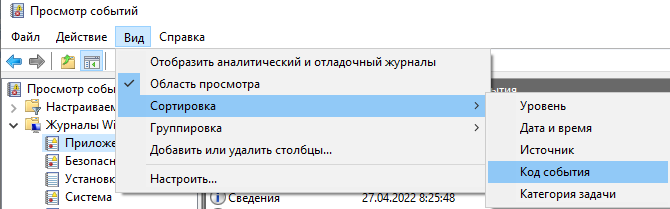 Просмотр событий
Файл Действие Вид Справка
Отобразить аналитический и отладочный журналы
Просмотр событий
Область просмотра
Настраиваем
Сортировка
Уровень
Журналы Wi
Группировка
Дата и время
Приложе
Добавить или удалить столбцы...
Источник
Безопасн
Код события
Установк
Настроить...
Категория задачи
Система
Сведения 27.04.2022 8:25:48